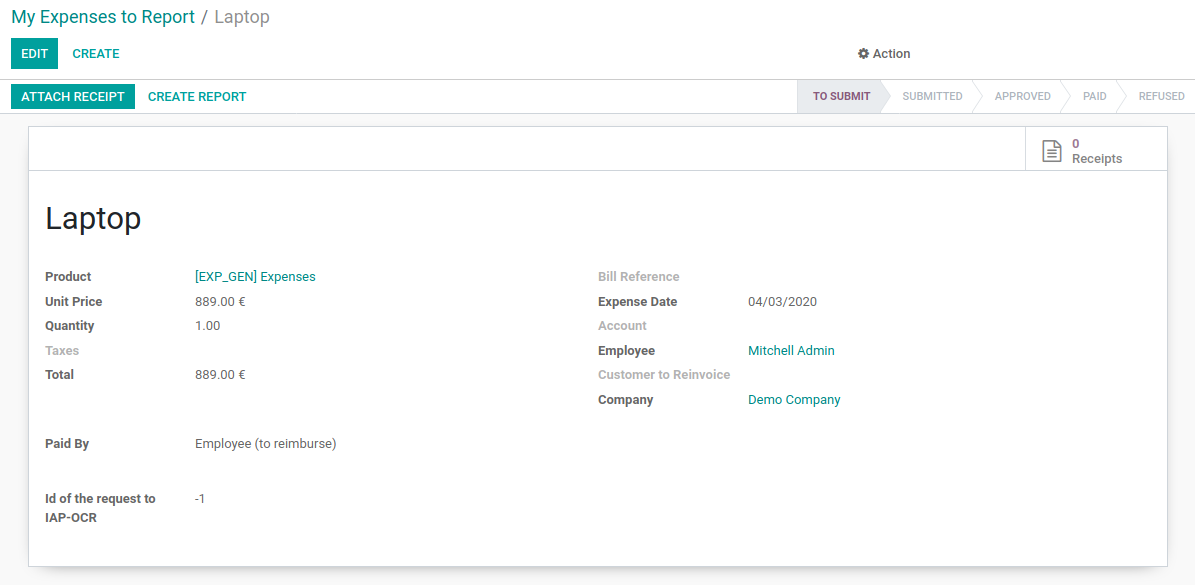 My Expenses to Report / Laptop
EDIT CREATE Action
ATTACH RECEIPT CREATE REPORT TO SUBMIT SUBMITTED APPROVED PAID REFUSED
0
Receipts
Laptop
Product [EXP_GEN] Expenses Bill Reference
Unit Price 889.00 € Expense Date 04/03/2020
Quantity 1.00 Account
Taxes Employee Mitchell Admin
Total 889.00 € Customer to Reinvoice
Company Demo Company
Paid By Employee (to reimburse)
Id of the request to -1
IAP-OCR